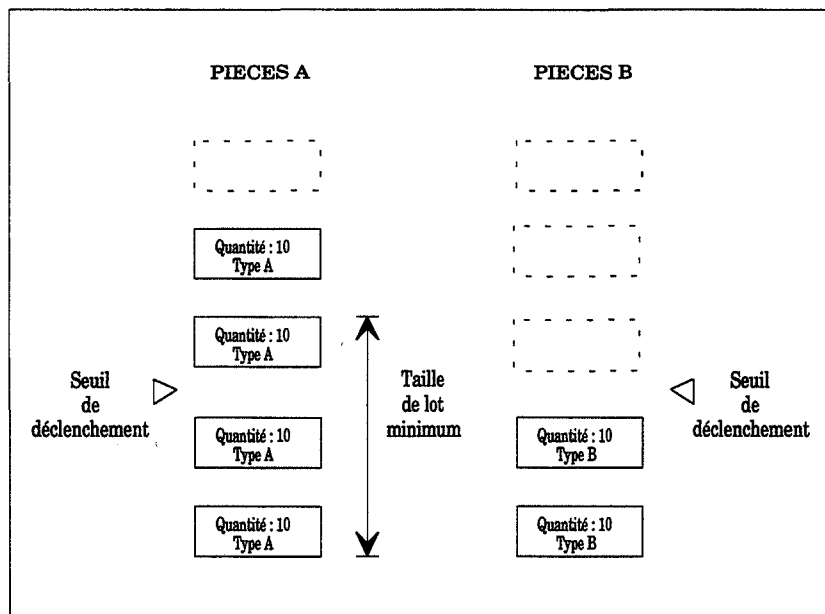 PIECES A
PIECES B
Quantité : 10
Type A
Quantité : 10
Type A
Seuil
de
déclenchement
Taille
de lot
minimum
Seuil
de
déclenchement
Quantité : 10
Type A
Quantité : 10
Type B
Quantité : 10
Type A
Quantité : 10
Type B